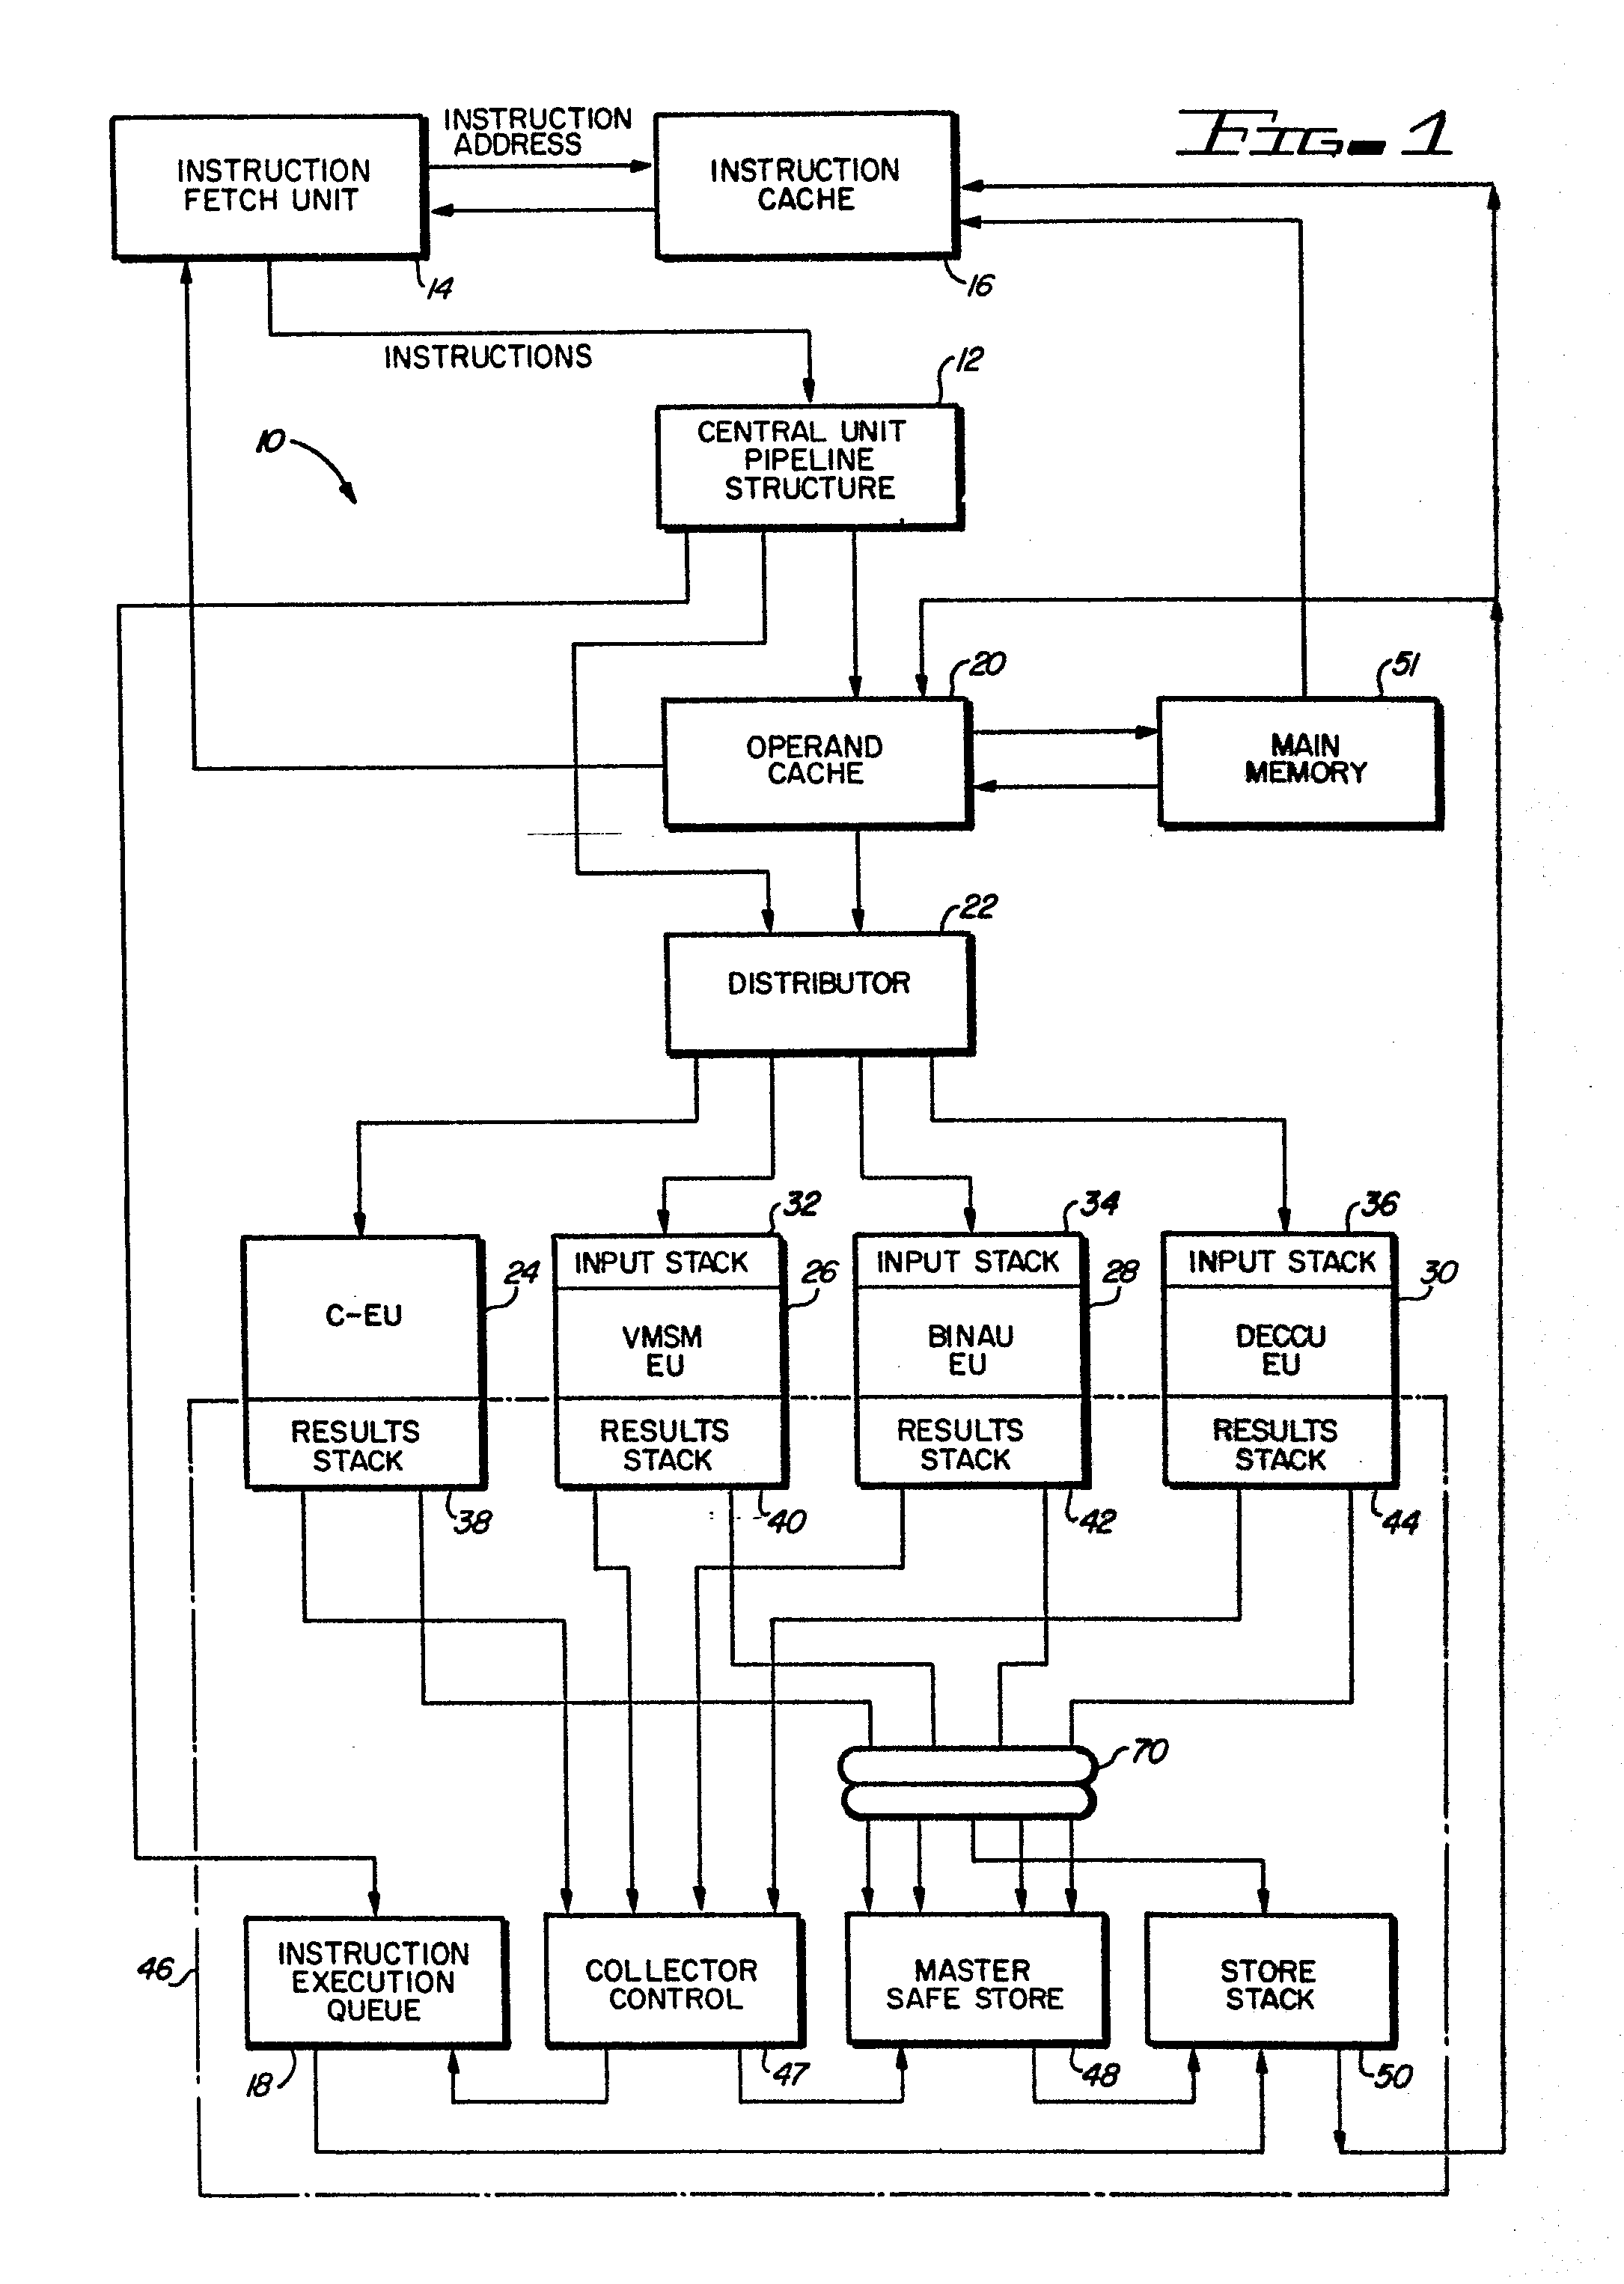 FIG. 1
INSTRUCTION
ADDRESS
INSTRUCTION
FETCH UNIT
14
INSTRUCTION
CACHE
16
INSTRUCTIONS
10
12
CENTRAL UNIT
PIPELINE
STRUCTURE
20
OPERAND
CACHE
51
MAIN
MEMORY
22
DISTRIBUTOR
24
C-EU
RESULTS
STACK
38
32
INPUT STACK
26
VMSM
EU
RESULTS
STACK
40
34
INPUT STACK
28
BINAU
EU
RESULTS
STACK
42
36
INPUT STACK
30
DECCU
EU
RESULTS
STACK
44
70
46
INSTRUCTION
EXECUTION
QUEUE
18
COLLECTOR
CONTROL
47
MASTER
SAFE STORE
48
STORE
STACK
50